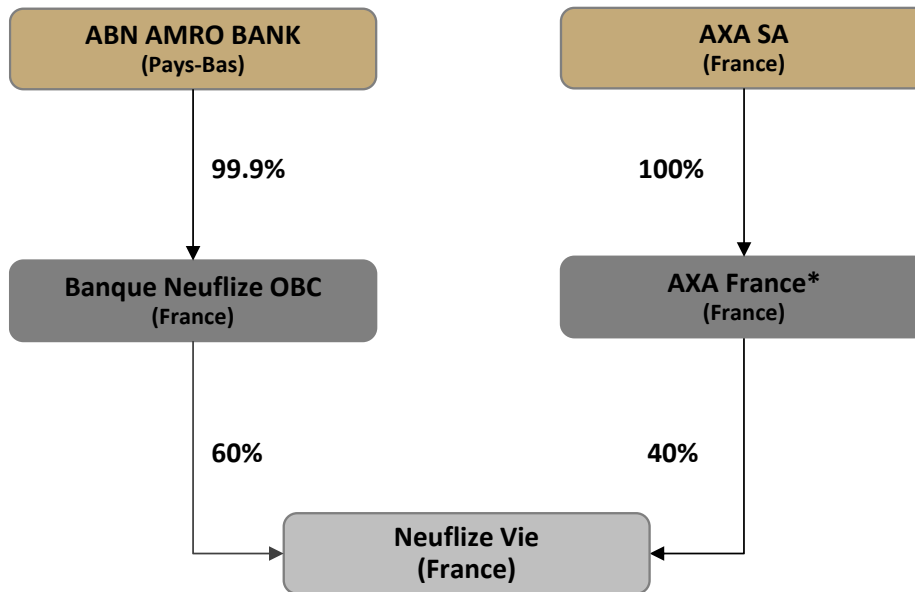 ABN AMRO BANK
(Pays-Bas)
AXA SA
(France)
99.9%
100%
Banque Neuflize OBC
(France)
AXA France*
(France)
60%
40%
Neuflize Vie
(France)